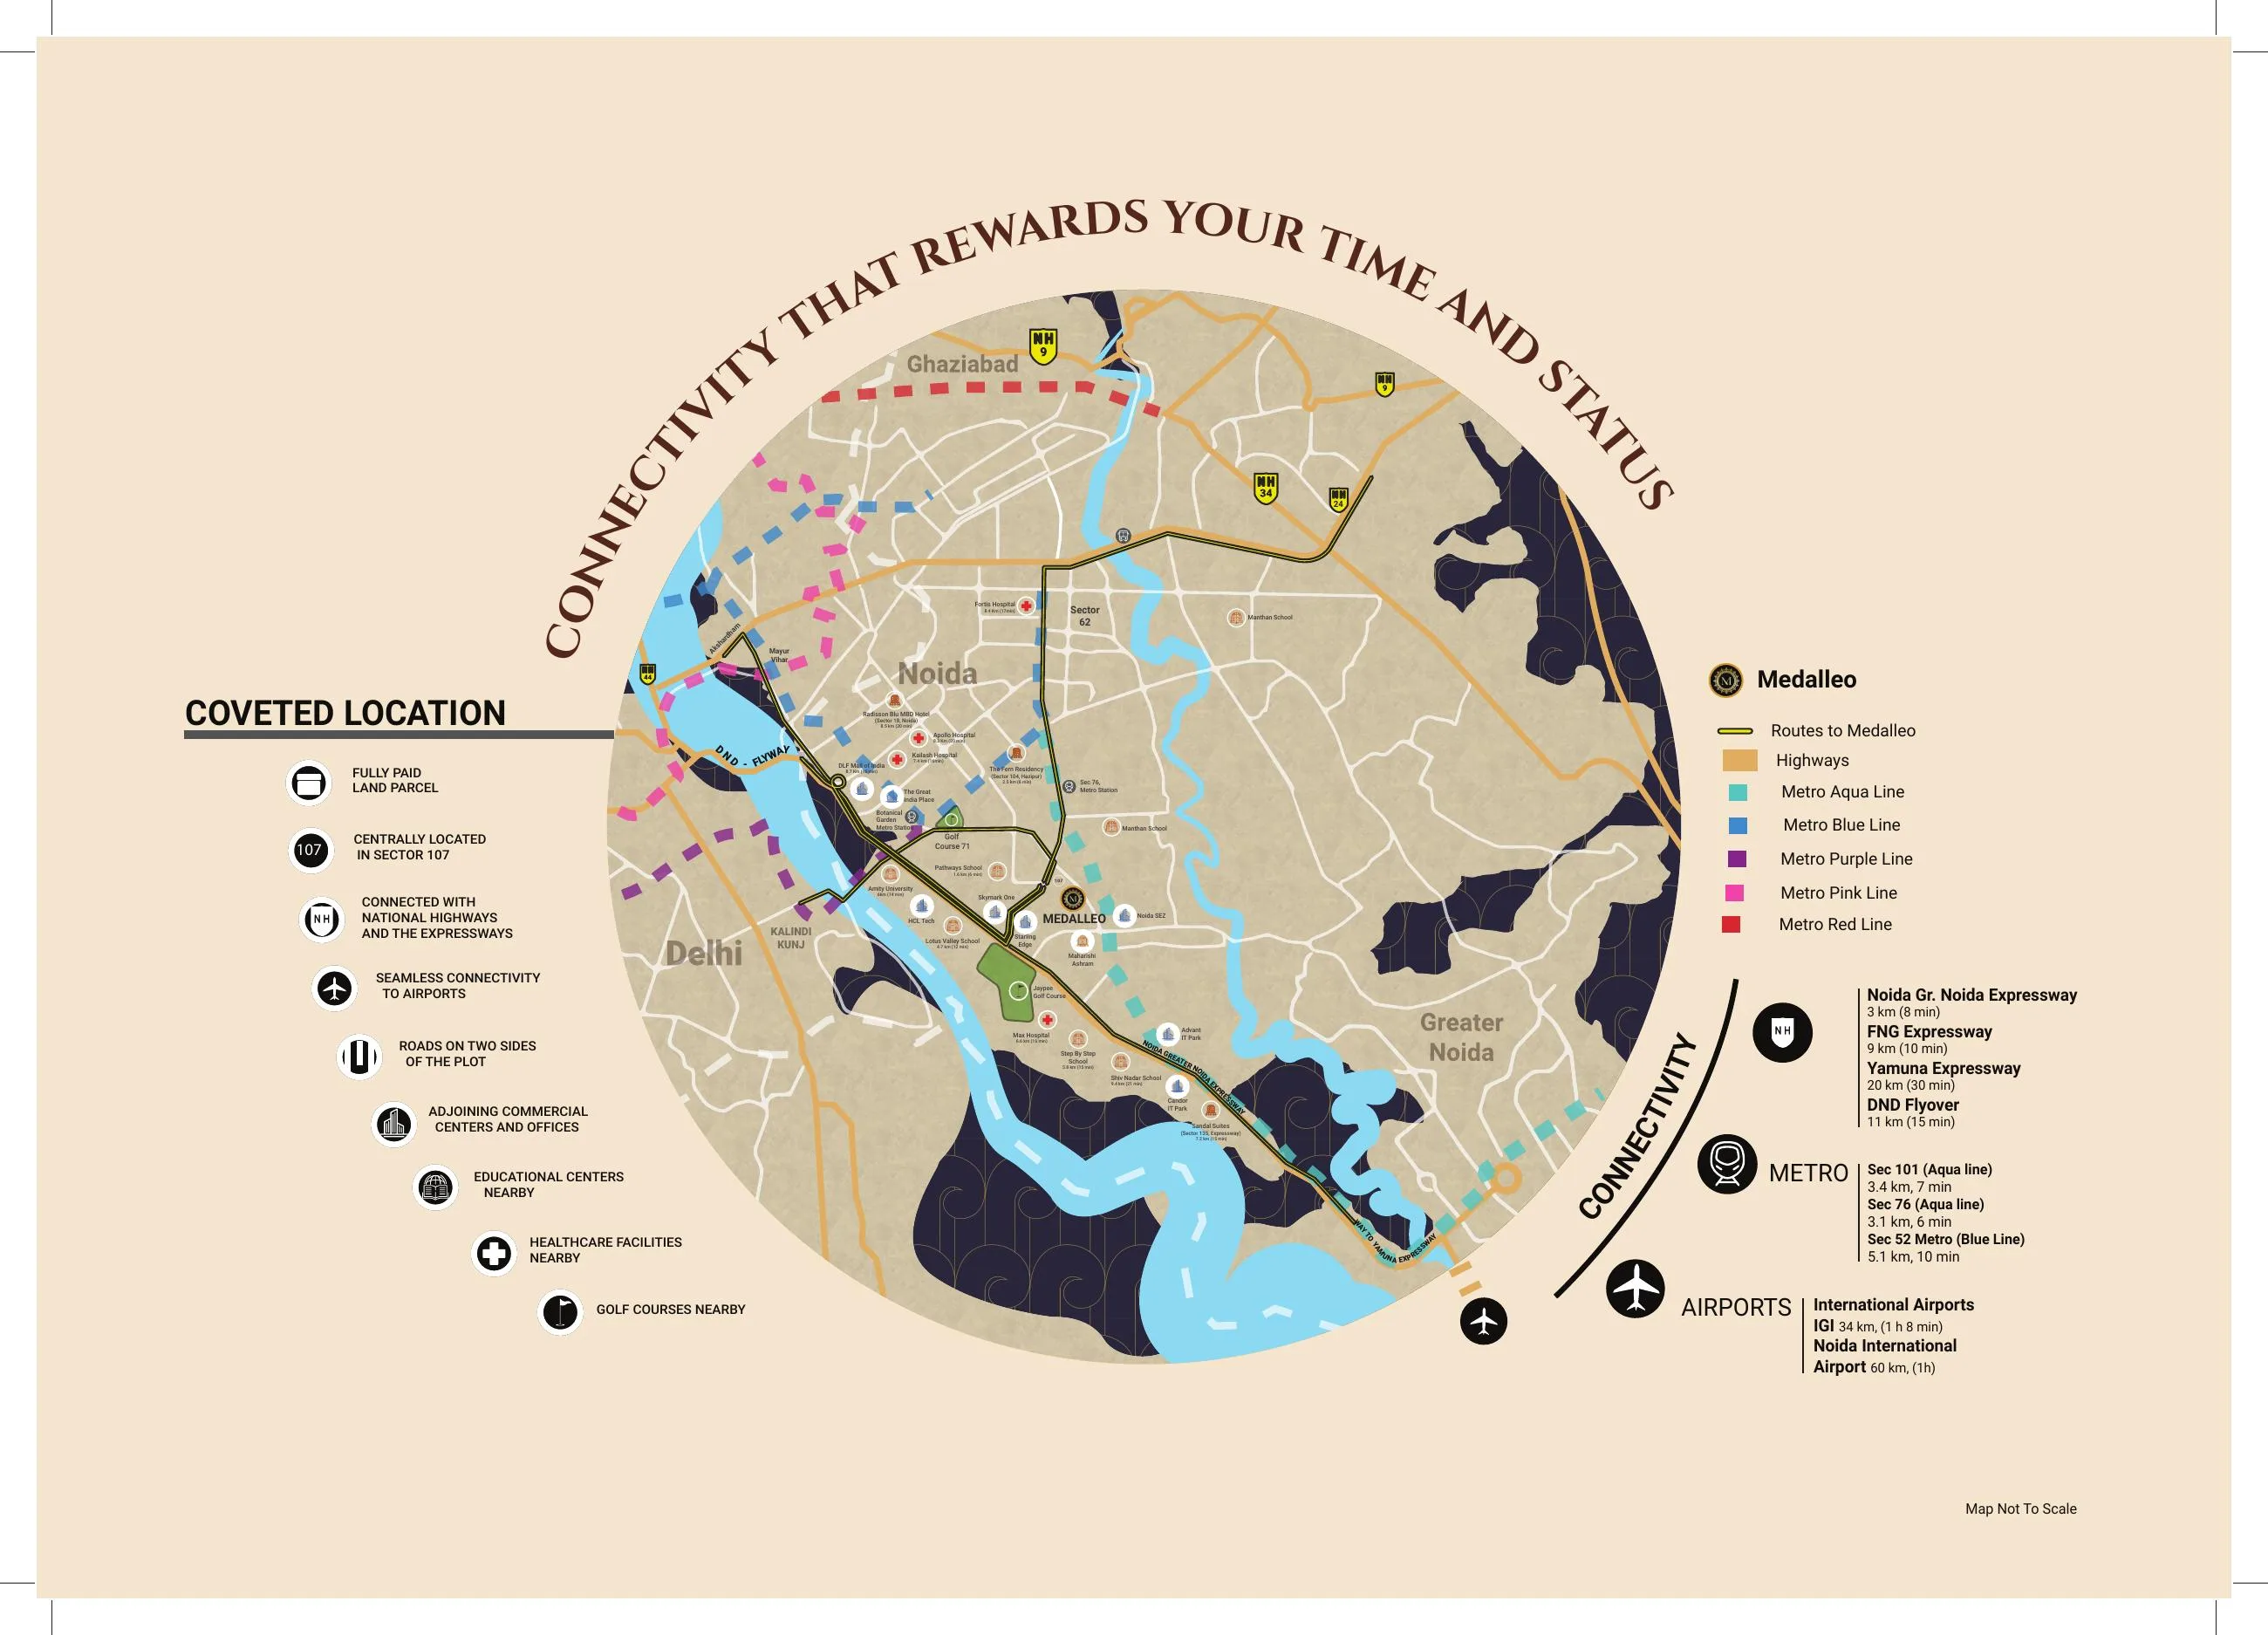 CONNECTIVITY THAT REWARDS YOUR TIME AND STATUS
COVETED LOCATION
FULLY PAID
LAND PARCEL
107
CENTRALLY LOCATED
IN SECTOR 107
NH
CONNECTED WITH
NATIONAL HIGHWAYS
AND THE EXPRESSWAYS
SEAMLESS CONNECTIVITY
TO AIRPORTS
ROADS ON TWO SIDES
OF THE PLOT
ADJOINING COMMERCIAL
CENTERS AND OFFICES
EDUCATIONAL CENTERS
NEARBY
HEALTHCARE FACILITIES
NEARBY
GOLF COURSES NEARBY
Ghaziabad
NH
9
NH
9
NH
34
NH
24
NH
44
Fortis Hospital
Sector
62
Manthan School
Akshardham
Mayur
Vihar
Noida
Radisson Blu MBD Hotel
(Sector 18, Noida)
Apollo Hospital
Kailash Hospital
DND - FLYWAY
DLF Mall of India
The Fern Residency
(Sector 104, Hazipur)
Sec 76,
Metro Station
The Great
India Place
Botanical
Garden
Metro Station
Golf
Course 71
Manthan School
Pathways School
Amity University
Skymark One
M
MEDALLEO
Noida SEZ
HCL Tech
Lotus Valley School
Starling
Edge
Maharishi
Ashram
KALINDI
KUNJ
Delhi
Jaypee
Golf Course
Max Hospital
Step By Step
School
Advant
IT Park
Shiv Nadar School
NOIDA GREATER NOIDA EXPRESSWAY
Candor
IT Park
Sandal Suites
(Sector 135, Expressway)
Greater
Noida
WAY TO YAMUNA EXPRESSWAY
M
Medalleo
Routes to Medalleo
Highways
Metro Aqua Line
Metro Blue Line
Metro Purple Line
Metro Pink Line
Metro Red Line
CONNECTIVITY
NH
Noida Gr. Noida Expressway
3 km (8 min)
FNG Expressway
9 km (10 min)
Yamuna Expressway
20 km (30 min)
DND Flyover
11 km (15 min)
METRO
Sec 101 (Aqua line)
3.4 km, 7 min
Sec 76 (Aqua line)
3.1 km, 6 min
Sec 52 Metro (Blue Line)
5.1 km, 10 min
AIRPORTS
International Airports
IGI 34 km, (1 h 8 min)
Noida International
Airport 60 km, (1h)
Map Not To Scale